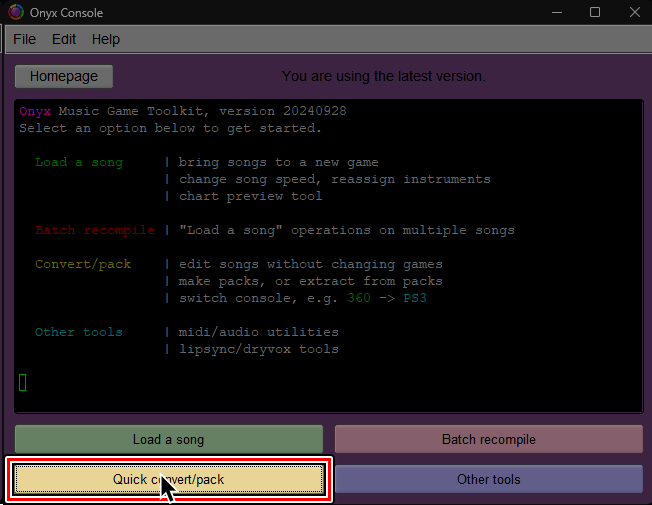 Onyx Console
File Edit Help
Homepage You are using the latest version.
Onyx Music Game Toolkit, version 20240928
Select an option below to get started.
Load a song | bring songs to a new game
| change song speed, reassign instruments
| chart preview tool
Batch recompile | "Load a song" operations on multiple songs
Convert/pack | edit songs without changing games
| make packs, or extract from packs
| switch console, e.g. 360 -> PS3
Other tools | midi/audio utilities
| lipsync/dryvox tools
Load a song Batch recompile
Quick convert/pack Other tools